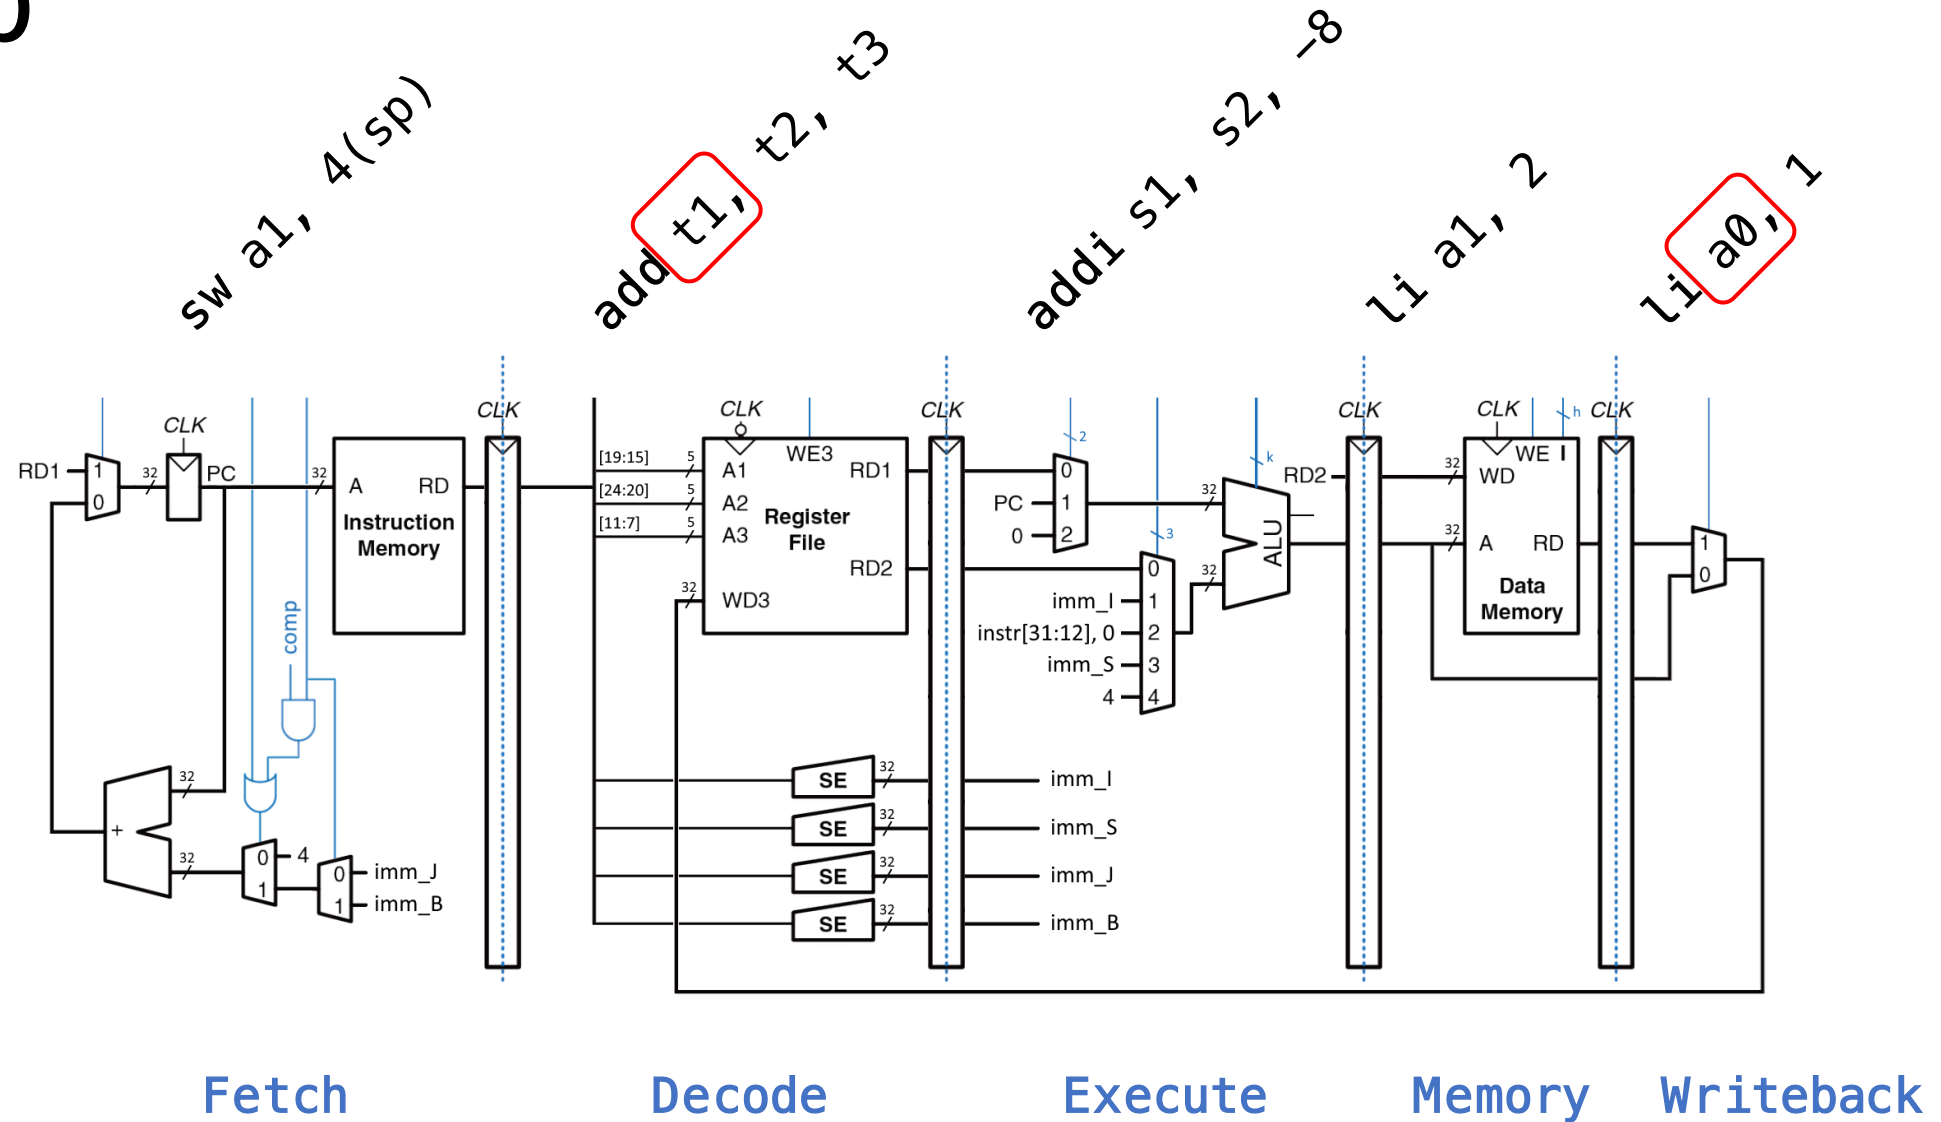 sw a1, 4(sp)
add t1, t2, t3
addi s1, s2, -8
li a1, 2
li a0, 1
RD1
1
0
CLK
32
PC
32
A
RD
Instruction
Memory
CLK
comp
32
+
32
0
4
1
0
imm_J
1
imm_B
[19:15]
5
A1
[24:20]
5
A2
[11:7]
5
A3
32
WD3
CLK
WE3
RD1
Register
File
RD2
SE
32
imm_I
SE
32
imm_S
SE
32
imm_J
SE
32
imm_B
CLK
2
0
PC
1
0
2
3
0
imm_I
1
instr[31:12], 0
2
imm_S
3
4
4
32
32
k
ALU
RD2
CLK
CLK
WE
h
32
WD
32
A
RD
Data
Memory
CLK
1
0
Fetch
Decode
Execute
Memory
Writeback